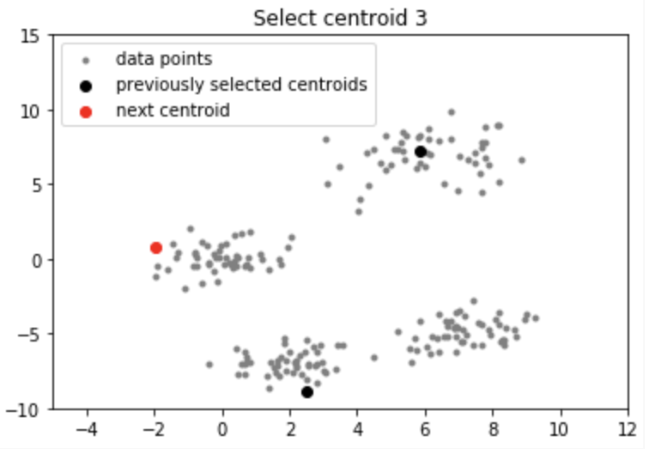 Select centroid 3
15
10
5
0
−5
−10
data points
previously selected centroids
next centroid
−4 −2 0 2 4 6 8 10 12